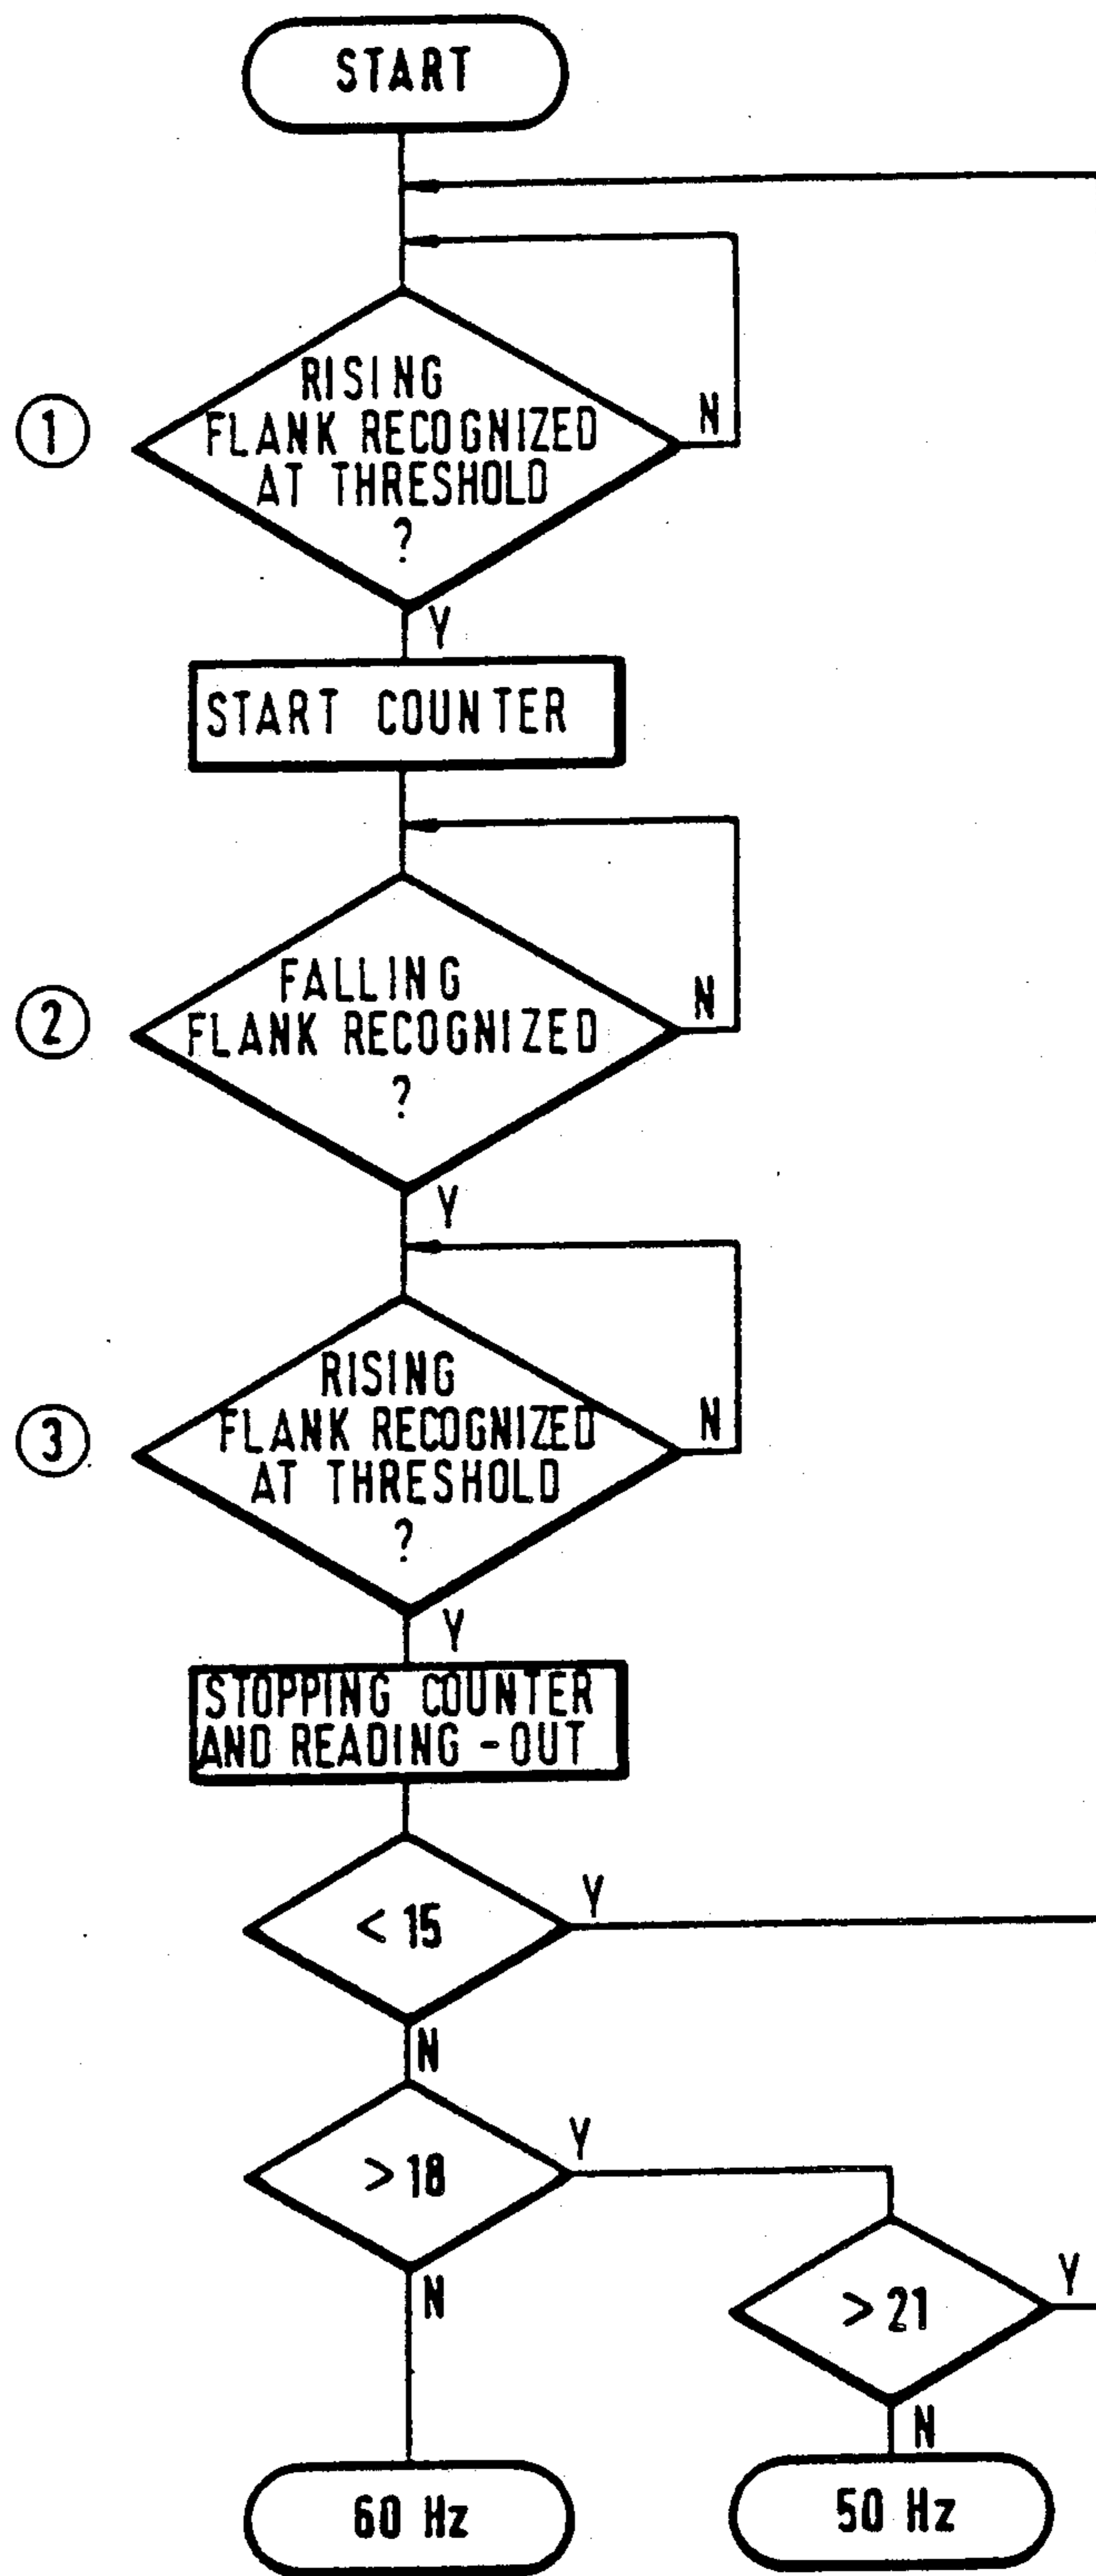 START
RISING
FLANK RECOGNIZED
AT THRESHOLD
?
N
1
Y
START COUNTER
FALLING
FLANK RECOGNIZED
?
N
2
Y
RISING
FLANK RECOGNIZED
AT THRESHOLD
?
N
3
Y
STOPPING COUNTER
AND READING - OUT
< 15
Y
N
> 18
Y
N
> 21
Y
N
60 Hz
50 Hz